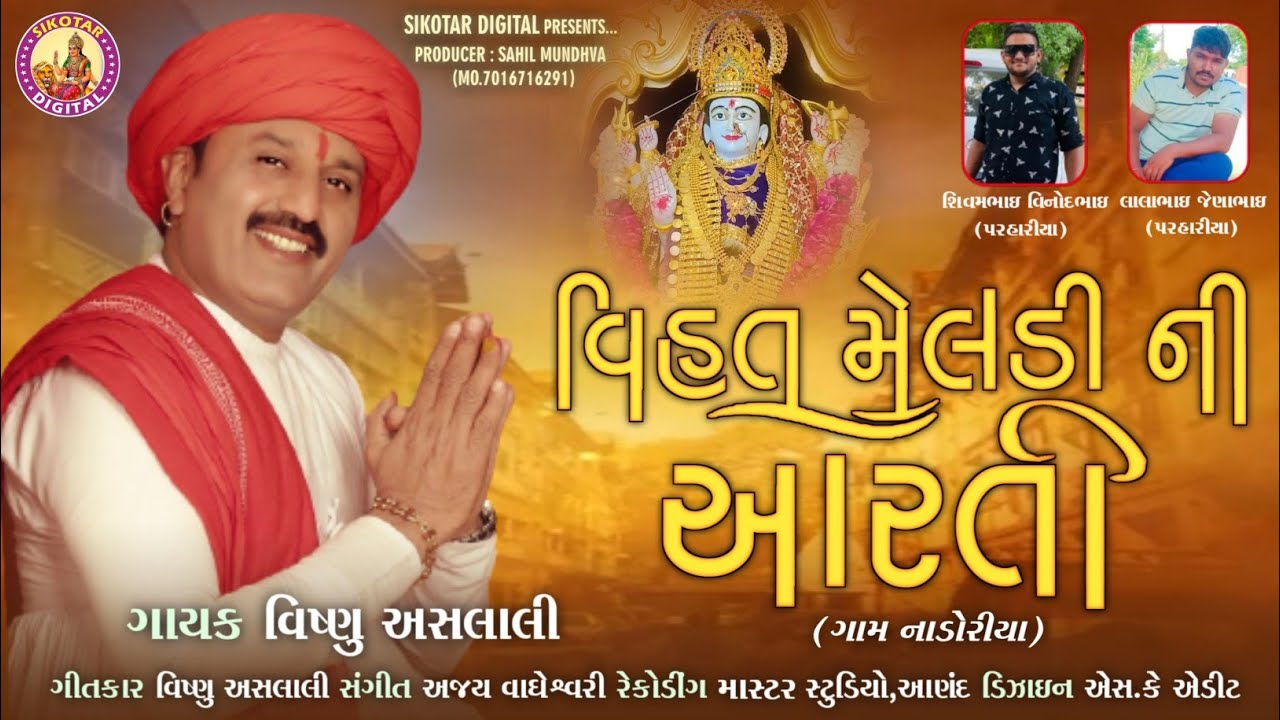 SIKOTAR
DIGITAL
SIKOTAR DIGITAL PRESENTS...
PRODUCER : SAHIL MUNDHVA
(MO.7016716291)
શિવમભાઇ વિનોદભાઇ
(પરહારીયા)
લાલાભાઇ જેણાભાઇ
(પરહારીયા)
વિહત મેલડી ની
આરતી
(ગામ નાડોરીયા)
ગાયક વિષ્ણુ અસલાલી
ગીતકાર વિષ્ણુ અસલાલી સંગીત અજય વાઘેશ્વરી રેકોડીંગ માસ્ટર સ્ટુડિયો,આણંદ ડિઝાઇન એસ.કે એડીટ